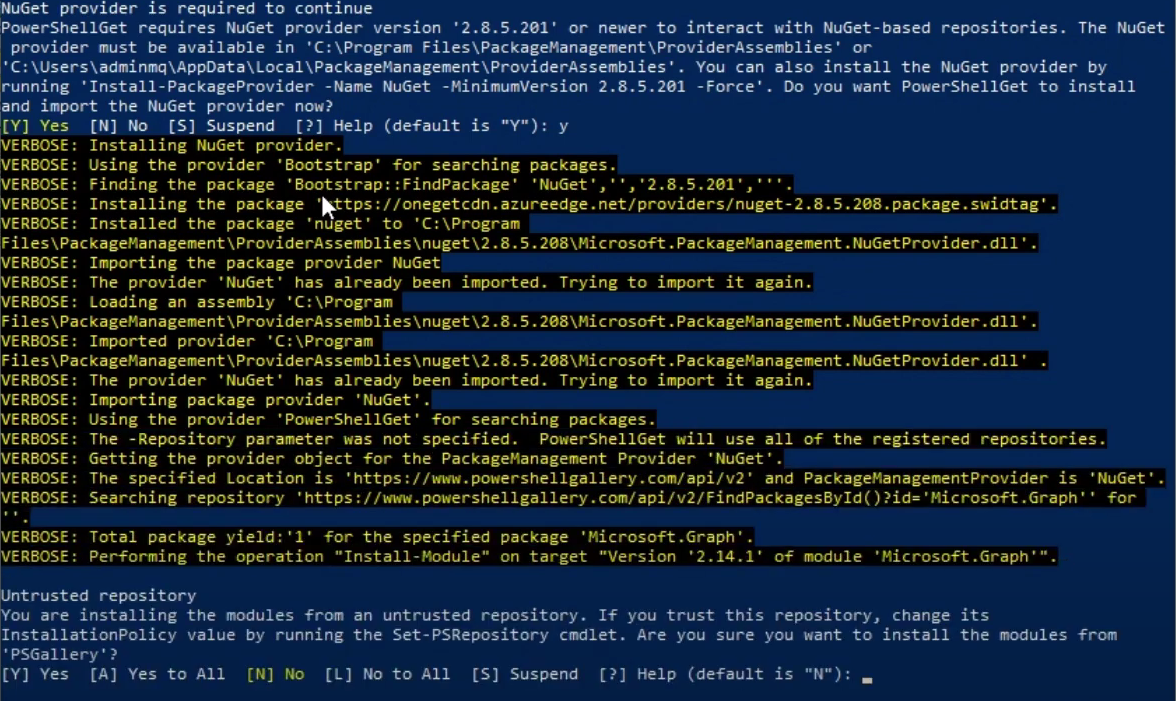 NuGet provider is required to continue
PowerShellGet requires NuGet provider version '2.8.5.201' or newer to interact with NuGet-based repositories. The NuGet
provider must be available in 'C:\Program Files\PackageManagement\ProviderAssemblies' or
'C:\Users\adminmq\AppData\Local\PackageManagement\ProviderAssemblies'. You can also install the NuGet provider by
running 'Install-PackageProvider -Name NuGet -MinimumVersion 2.8.5.201 -Force'. Do you want PowerShellGet to install
and import the NuGet provider now?
[Y] Yes  [N] No  [S] Suspend  [?] Help (default is "Y"): y
VERBOSE: Installing NuGet provider.
VERBOSE: Using the provider 'Bootstrap' for searching packages.
VERBOSE: Finding the package 'Bootstrap::FindPackage' 'NuGet','','2.8.5.201','''.
VERBOSE: Installing the package 'https://onegetcdn.azureedge.net/providers/nuget-2.8.5.208.package.swidtag'.
VERBOSE: Installed the package 'nuget' to 'C:\Program
Files\PackageManagement\ProviderAssemblies\nuget\2.8.5.208\Microsoft.PackageManagement.NuGetProvider.dll'.
VERBOSE: Importing the package provider NuGet
VERBOSE: The provider 'NuGet' has already been imported. Trying to import it again.
VERBOSE: Loading an assembly 'C:\Program
Files\PackageManagement\ProviderAssemblies\nuget\2.8.5.208\Microsoft.PackageManagement.NuGetProvider.dll'.
VERBOSE: Imported provider 'C:\Program
Files\PackageManagement\ProviderAssemblies\nuget\2.8.5.208\Microsoft.PackageManagement.NuGetProvider.dll' .
VERBOSE: The provider 'NuGet' has already been imported. Trying to import it again.
VERBOSE: Importing package provider 'NuGet'.
VERBOSE: Using the provider 'PowerShellGet' for searching packages.
VERBOSE: The -Repository parameter was not specified.  PowerShellGet will use all of the registered repositories.
VERBOSE: Getting the provider object for the PackageManagement Provider 'NuGet'.
VERBOSE: The specified Location is 'https://www.powershellgallery.com/api/v2' and PackageManagementProvider is 'NuGet'.
VERBOSE: Searching repository 'https://www.powershellgallery.com/api/v2/FindPackagesById()?id='Microsoft.Graph'' for
''.
VERBOSE: Total package yield:'1' for the specified package 'Microsoft.Graph'.
VERBOSE: Performing the operation "Install-Module" on target "Version '2.14.1' of module 'Microsoft.Graph'".
Untrusted repository
You are installing the modules from an untrusted repository. If you trust this repository, change its
InstallationPolicy value by running the Set-PSRepository cmdlet. Are you sure you want to install the modules from
'PSGallery'?
[Y] Yes  [A] Yes to All  [N] No  [L] No to All  [S] Suspend  [?] Help (default is "N"): _